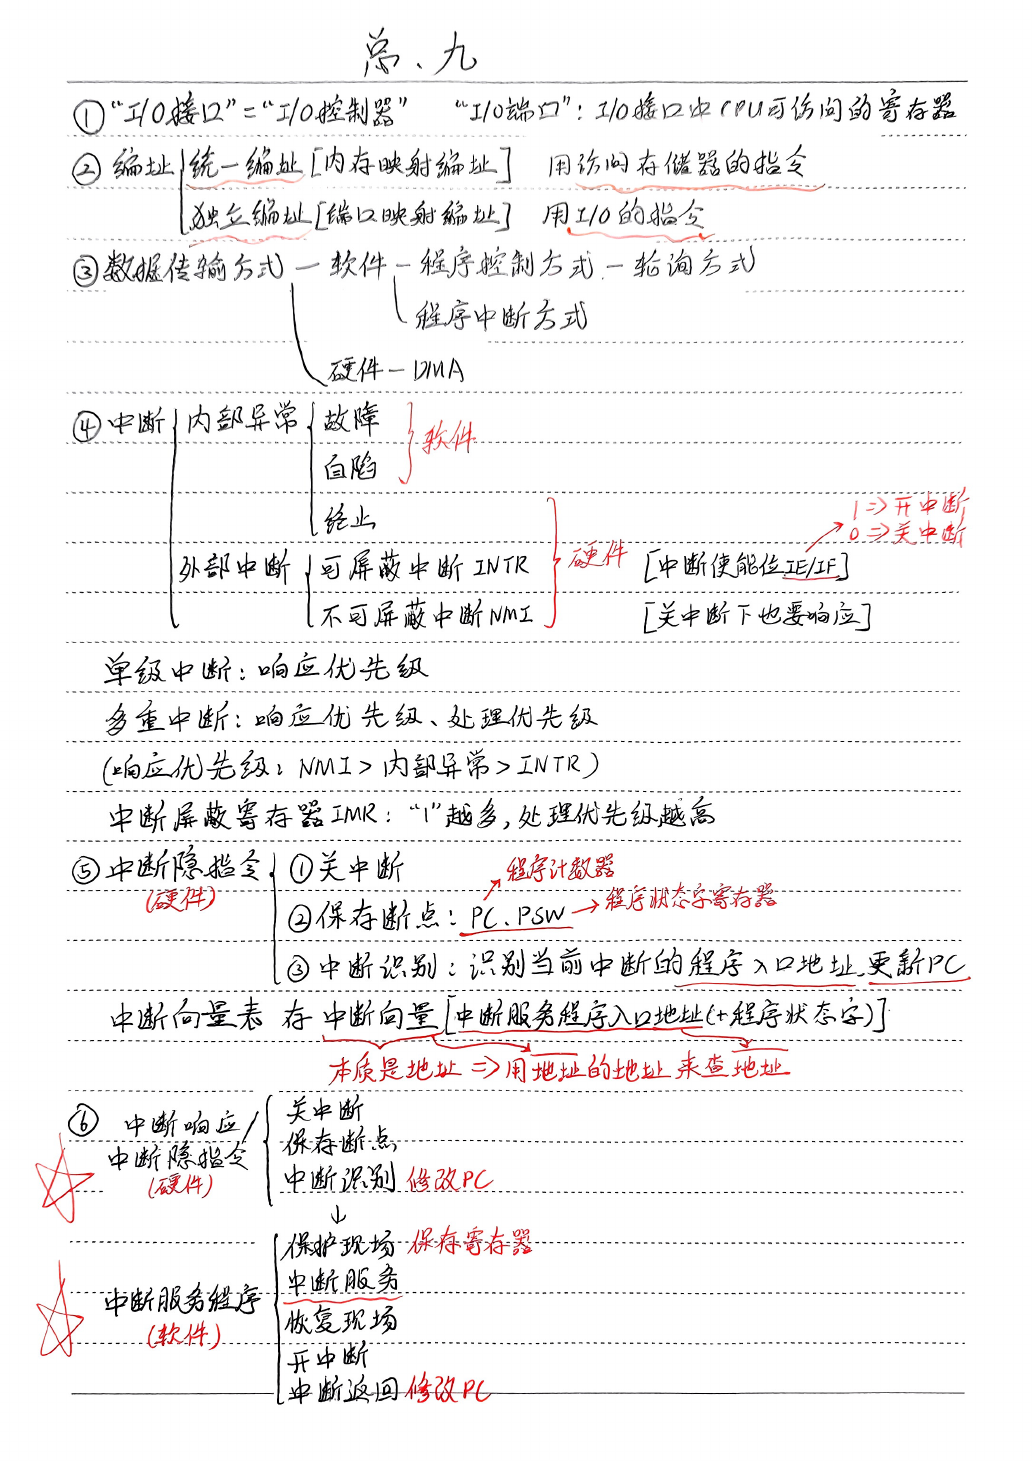 总、九
①“I/O接口”=“I/O控制器” “I/O端口”：I/O接口中CPU可访问的寄存器
②编址 统一编址[内存映射编址] 用访问存储器的指令
独立编址[端口映射编址] 用I/O的指令
③数据传输方式—软件—程序控制方式—轮询方式
程序中断方式
硬件—DMA
④中断 内部异常 故障 软件
自陷
终止
1⇒开中断
0⇒关中断
外部中断 可屏蔽中断INTR 硬件 [中断使能位IE/IF]
不可屏蔽中断NMI [关中断下也要响应]
单级中断：响应优先级
多重中断：响应优先级、处理优先级
(响应优先级：NMI>内部异常>INTR)
中断屏蔽寄存器IMR：“1”越多,处理优先级越高
⑤中断隐指令 ①关中断 程序计数器
(硬件) ②保存断点：PC、PSW→程序状态字寄存器
③中断识别：识别当前中断的程序入口地址,更新PC
中断向量表 存 中断向量[中断服务程序入口地址(+程序状态字)]
本质是地址⇒用地址的地址来查地址
⑥ 中断响应/ 关中断
中断隐指令 保存断点
(硬件) 中断识别 修改PC
↓
保护现场 保存寄存器
中断服务程序 中断服务
(软件) 恢复现场
开中断
中断返回 修改PC